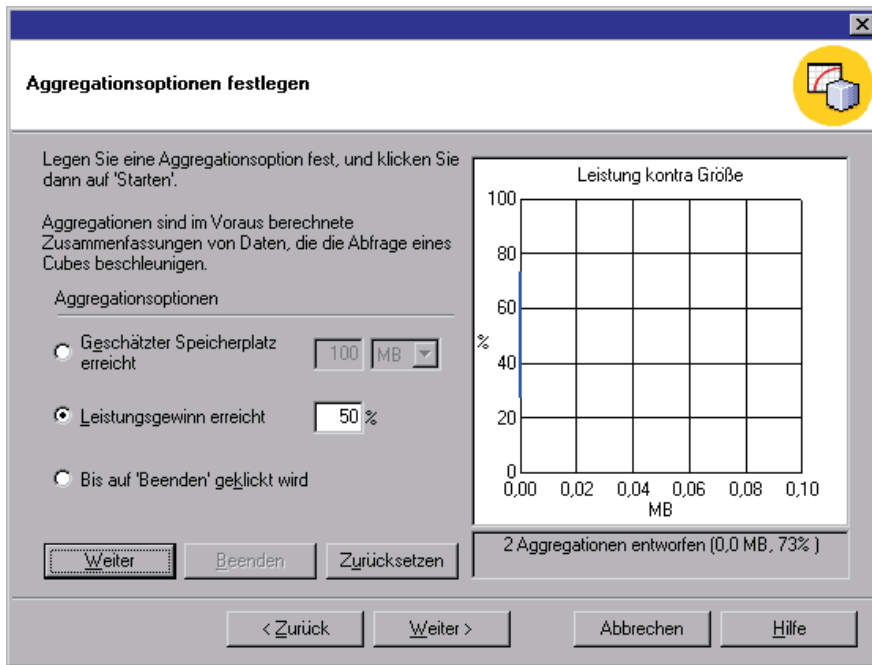 Aggregationsoptionen festlegen
Legen Sie eine Aggregationsoption fest, und klicken Sie
dann auf 'Starten'.
Aggregationen sind im Voraus berechnete
Zusammenfassungen von Daten, die die Abfrage eines
Cubes beschleunigen.
Aggregationsoptionen
Geschätzter Speicherplatz
erreicht
100
MB
Leistungsgewinn erreicht
50 %
Bis auf 'Beenden' geklickt wird
Weiter
Beenden
Zurücksetzen
Leistung kontra Größe
100
80
60
%
40
20
0
0,00 0,02 0,04 0,06 0,08 0,10
MB
2 Aggregationen entworfen (0,0 MB, 73% )
< Zurück
Weiter >
Abbrechen
Hilfe